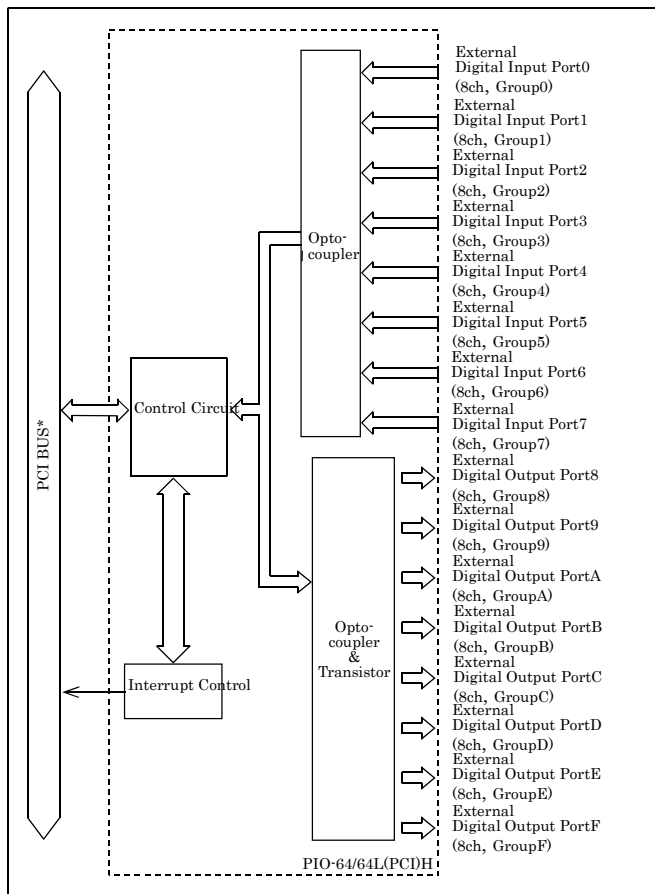 External
Digital Input Port0
(8ch, Group0)
External
Digital Input Port1
(8ch, Group1)
External
Digital Input Port2
(8ch, Group2)
External
Digital Input Port3
(8ch, Group3)
External
Digital Input Port4
(8ch, Group4)
External
Digital Input Port5
(8ch, Group5)
External
Digital Input Port6
(8ch, Group6)
External
Digital Input Port7
(8ch, Group7)
External
Digital Output Port8
(8ch, Group8)
External
Digital Output Port9
(8ch, Group9)
External
Digital Output PortA
(8ch, GroupA)
External
Digital Output PortB
(8ch, GroupB)
External
Digital Output PortC
(8ch, GroupC)
External
Digital Output PortD
(8ch, GroupD)
External
Digital Output PortE
(8ch, GroupE)
External
Digital Output PortF
(8ch, GroupF)
Opto-
coupler
Control Circuit
PCI BUS*
Opto-
coupler
&
Transistor
Interrupt Control
PIO-64/64L(PCI)H